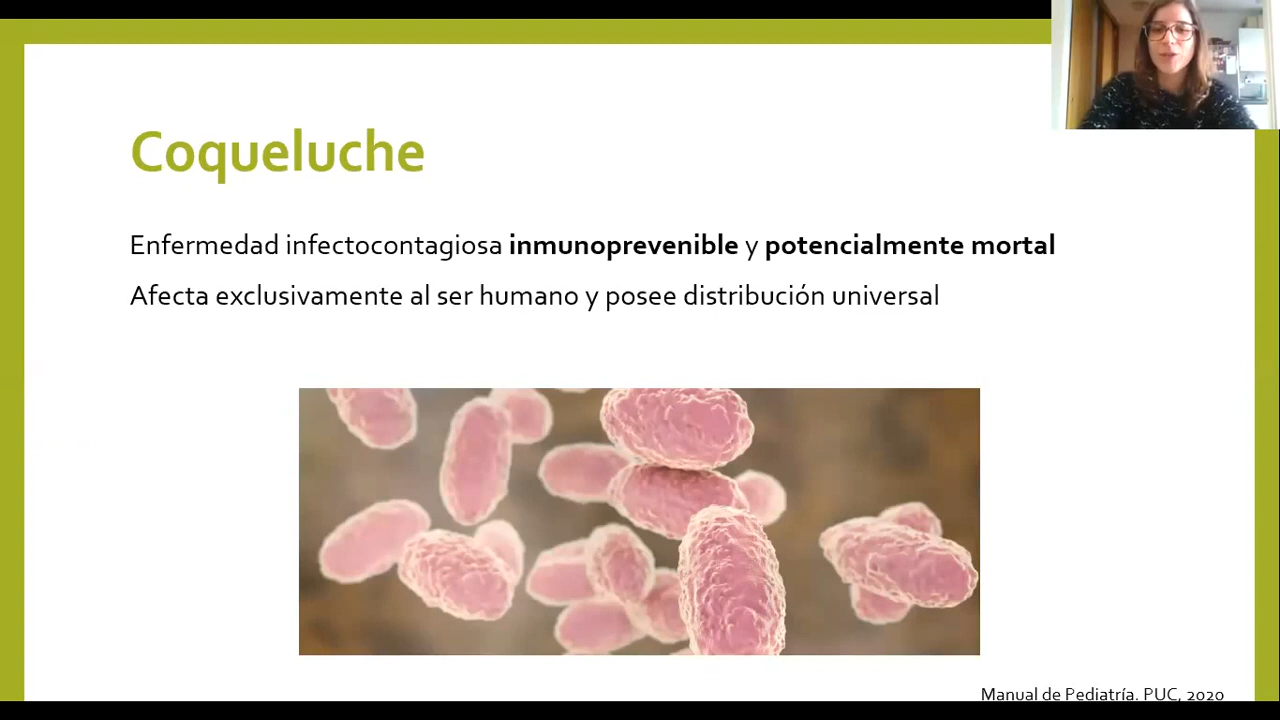 Coqueluche
Enfermedad infectocontagiosa inmunoprevenible y potencialmente mortal
Afecta exclusivamente al ser humano y posee distribución universal
Manual de Pediatría. PUC, 2020